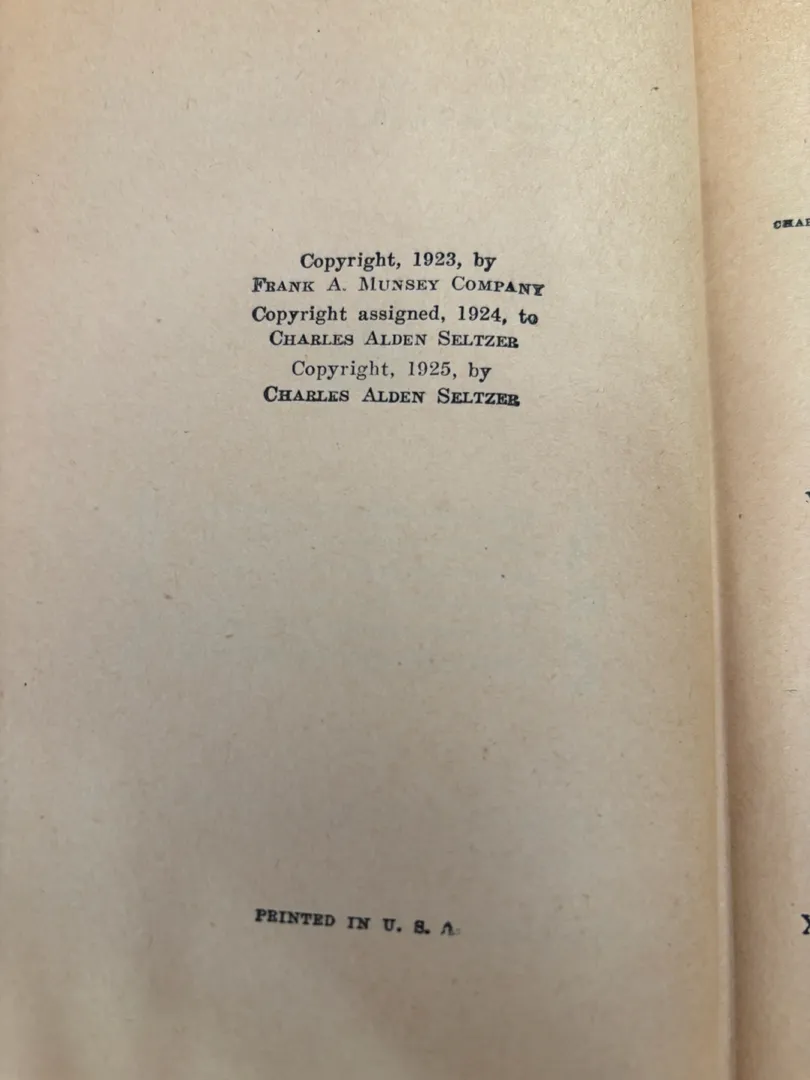 Copyright, 1923, by
FRANK A. MUNSEY COMPANY
Copyright assigned, 1924, to
CHARLES ALDEN SELTZER
Copyright, 1925, by
CHARLES ALDEN SELTZER
PRINTED IN U. S. A.